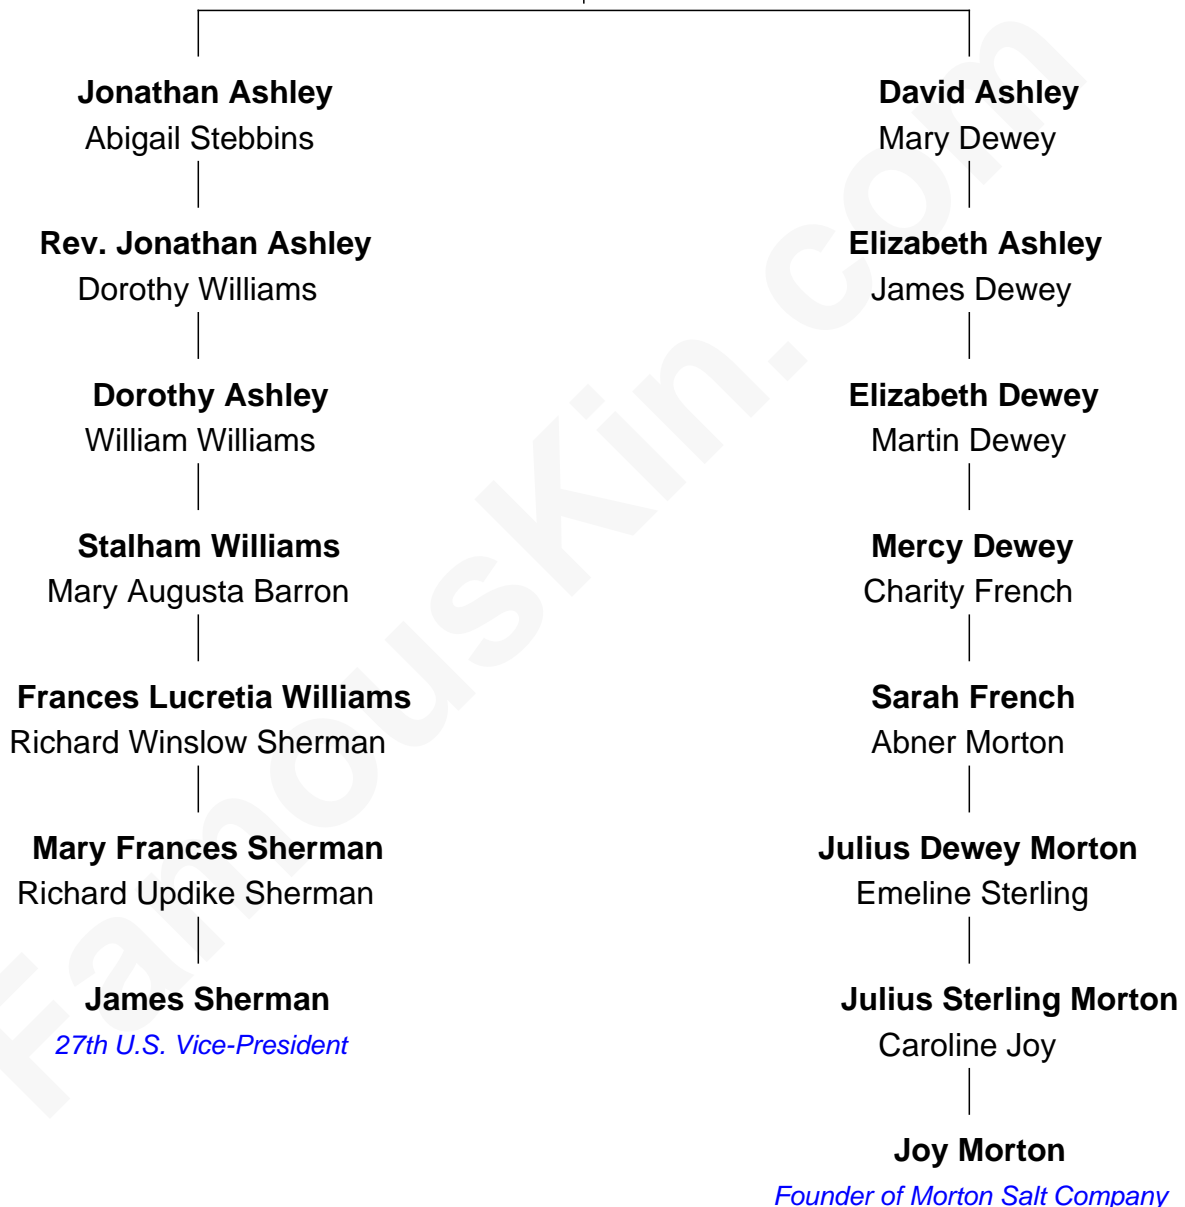 Jonathan Ashley
Abigail Stebbins
Rev. Jonathan Ashley
Dorothy Williams
Dorothy Ashley
William Williams
Stalham Williams
Mary Augusta Barron
Frances Lucretia Williams
Richard Winslow Sherman
Mary Frances Sherman
Richard Updike Sherman
James Sherman
27th U.S. Vice-President
David Ashley
Mary Dewey
Elizabeth Ashley
James Dewey
Elizabeth Dewey
Martin Dewey
Mercy Dewey
Charity French
Sarah French
Abner Morton
Julius Dewey Morton
Emeline Sterling
Julius Sterling Morton
Caroline Joy
Joy Morton
Founder of Morton Salt Company
FamousKin.com